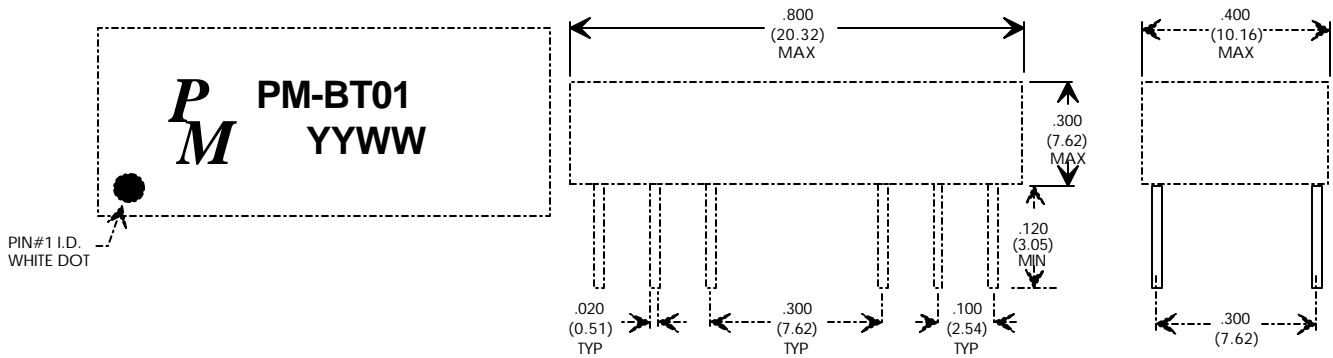 P
M
PM-BT01
YYWW
PIN#1 I.D.
WHITE DOT
.800
(20.32)
MAX
.300
(7.62)
MAX
.120
(3.05)
MIN
.020
(0.51)
TYP
.300
(7.62)
TYP
.100
(2.54)
TYP
.400
(10.16)
MAX
.300
(7.62)